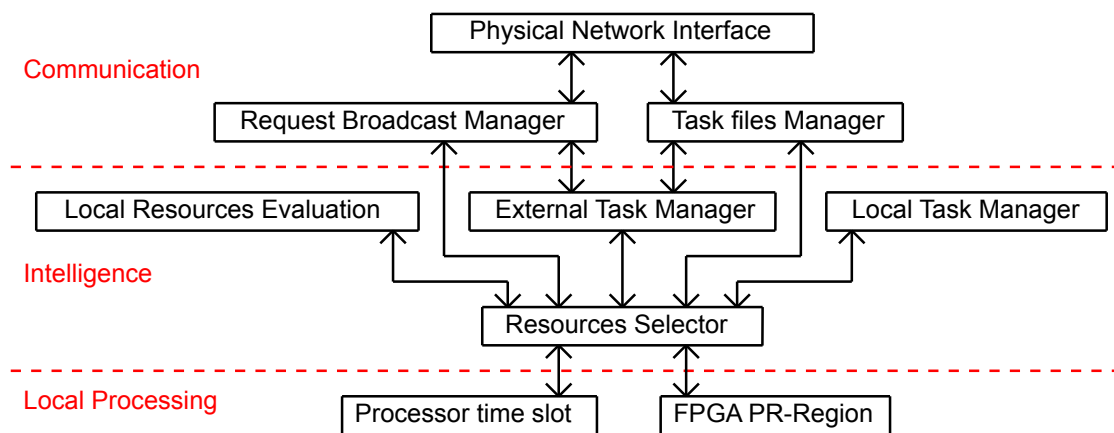 Physical Network Interface
Communication
Request Broadcast Manager
Task files Manager
Local Resources Evaluation
External Task Manager
Local Task Manager
Intelligence
Resources Selector
Local Processing
Processor time slot
FPGA PR-Region